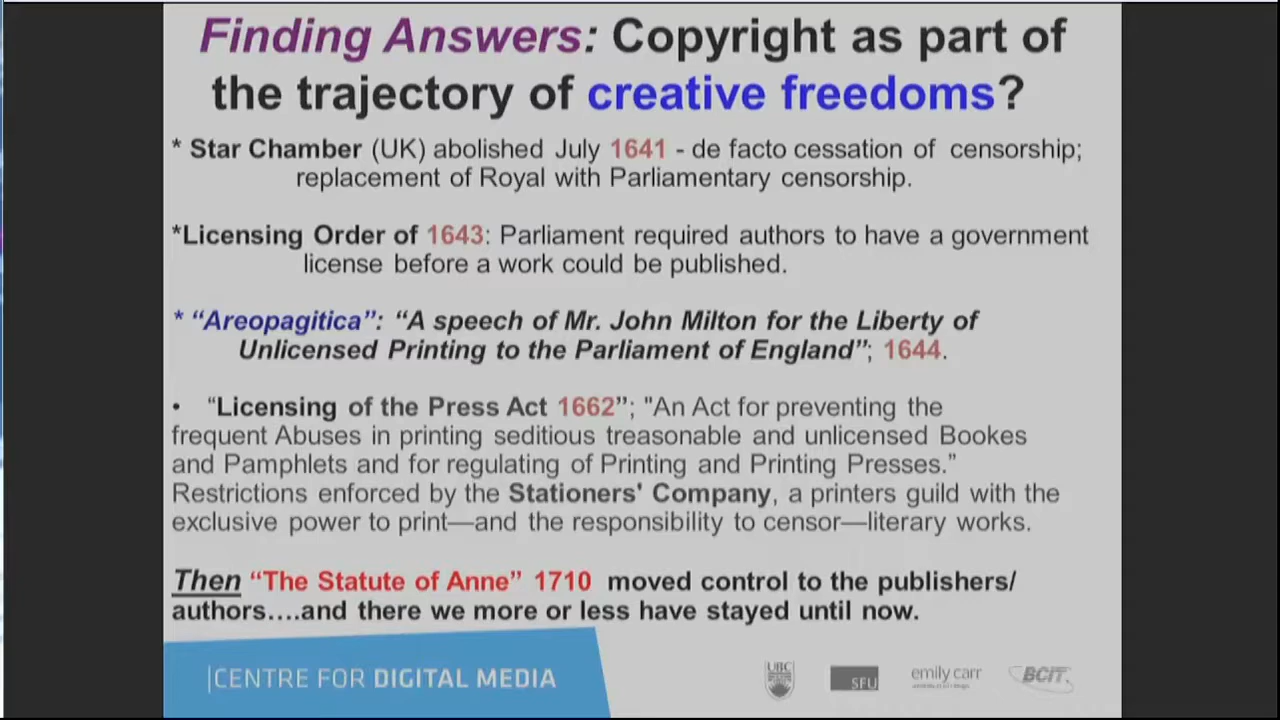 Finding Answers: Copyright as part of
the trajectory of creative freedoms?
* Star Chamber (UK) abolished July 1641 - de facto cessation of censorship;
replacement of Royal with Parliamentary censorship.
*Licensing Order of 1643: Parliament required authors to have a government
license before a work could be published.
* “Areopagitica”: “A speech of Mr. John Milton for the Liberty of
Unlicensed Printing to the Parliament of England”; 1644.
• “Licensing of the Press Act 1662”; "An Act for preventing the
frequent Abuses in printing seditious treasonable and unlicensed Bookes
and Pamphlets and for regulating of Printing and Printing Presses.”
Restrictions enforced by the Stationers' Company, a printers guild with the
exclusive power to print—and the responsibility to censor—literary works.
Then “The Statute of Anne” 1710 moved control to the publishers/
authors....and there we more or less have stayed until now.
|CENTRE FOR DIGITAL MEDIA
UBC
SFU
emily carr
BCIT